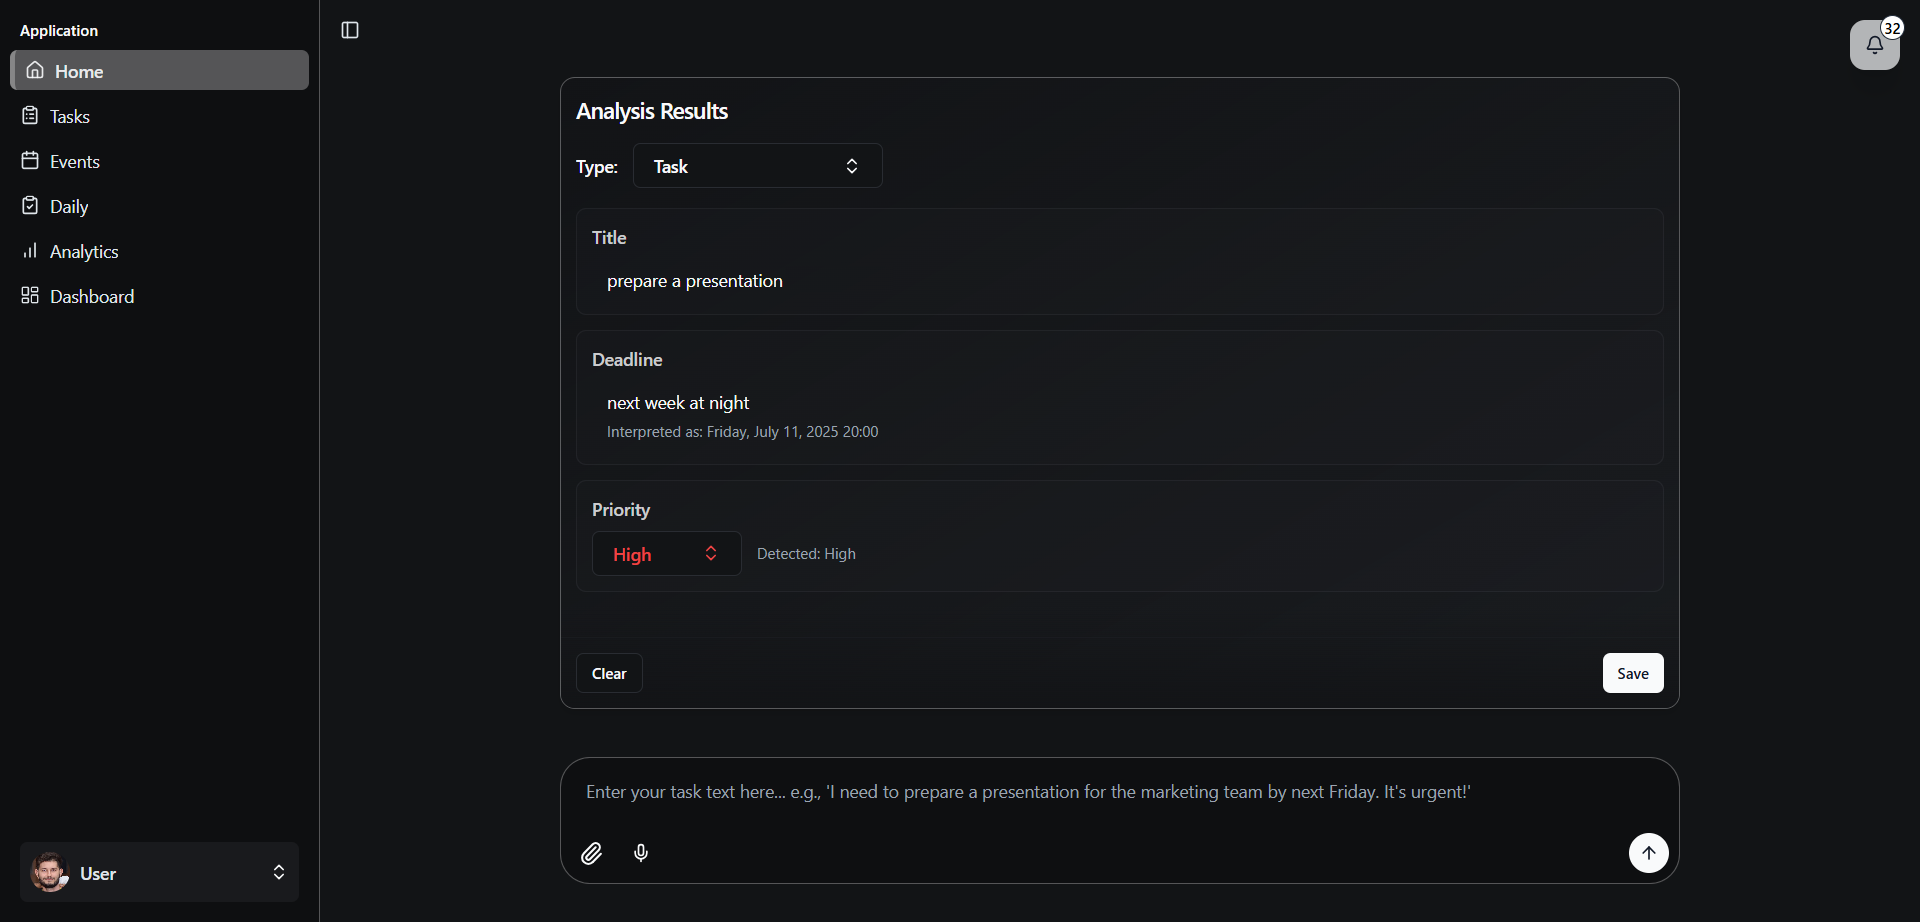 Application
Home
Tasks
Events
Daily
Analytics
Dashboard
User
32
Analysis Results
Type: Task
Title
prepare a presentation
Deadline
next week at night
Interpreted as: Friday, July 11, 2025 20:00
Priority
High Detected: High
Clear Save
Enter your task text here... e.g., 'I need to prepare a presentation for the marketing team by next Friday. It's urgent!'